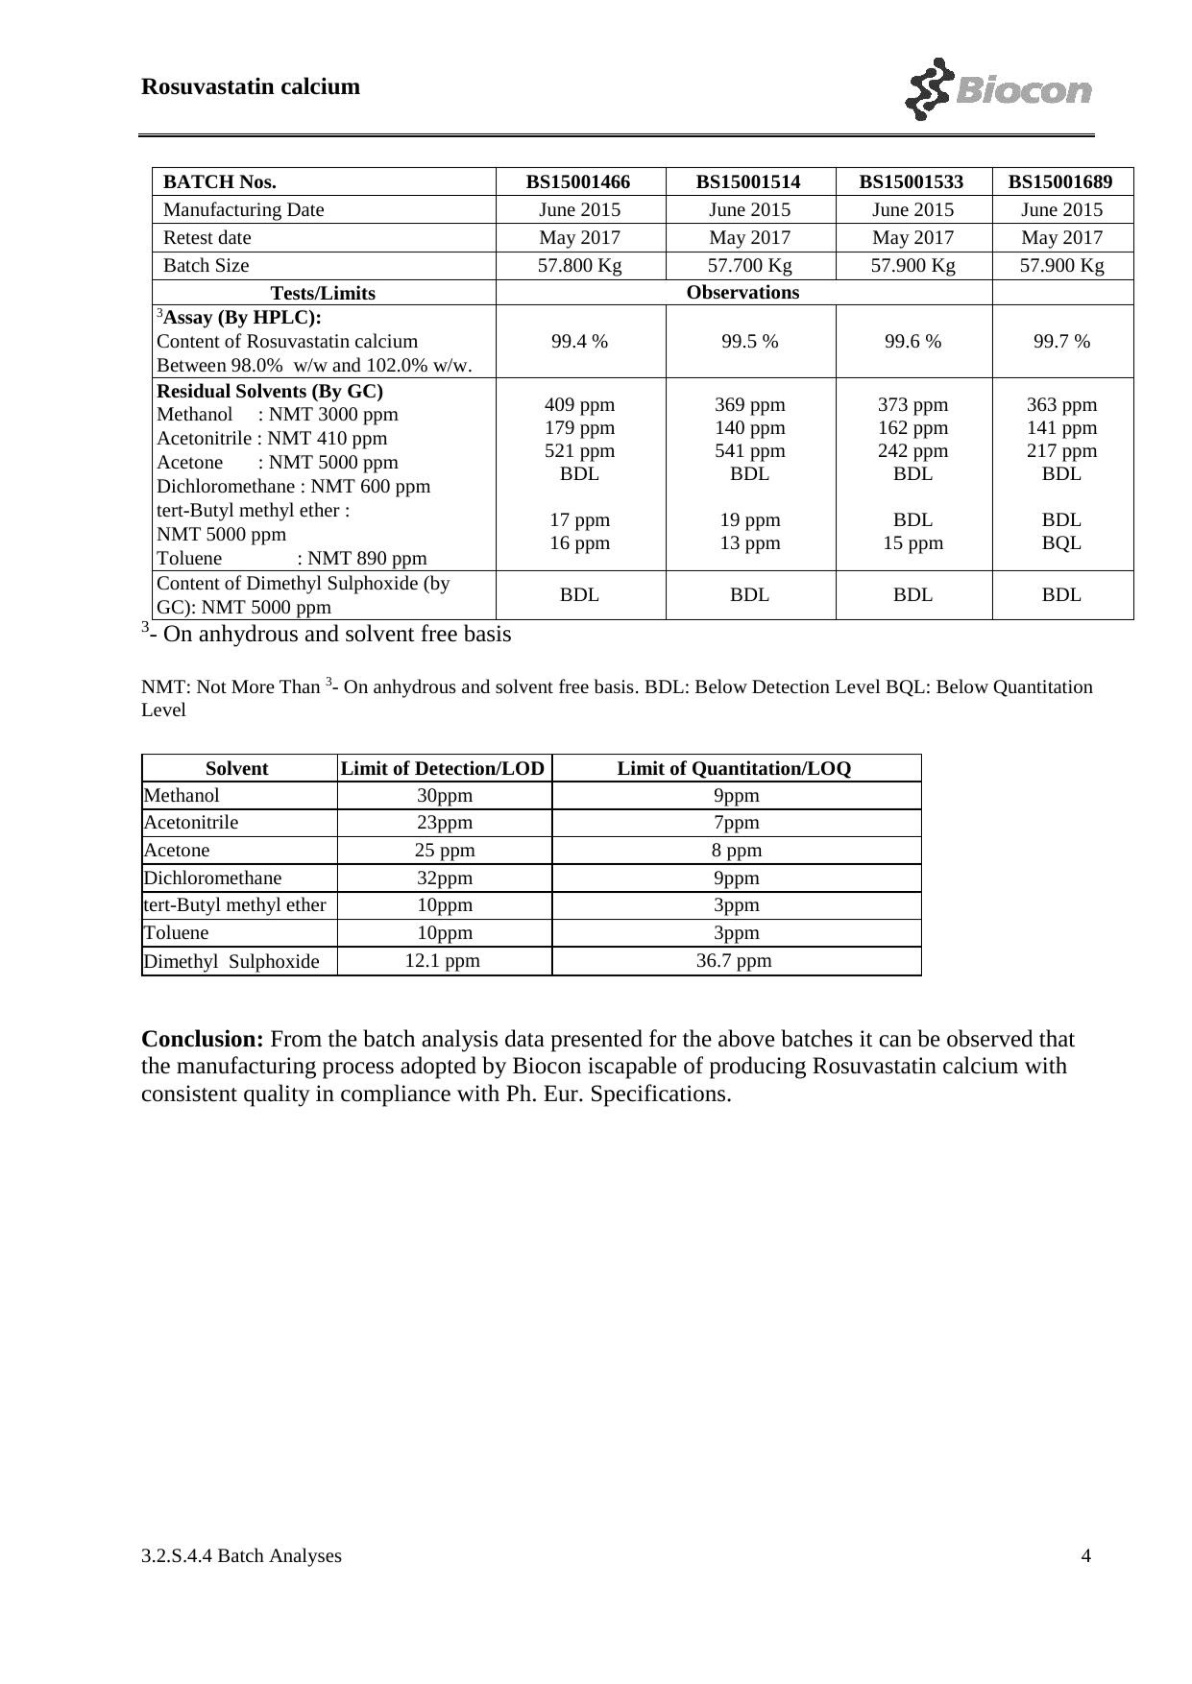 Rosuvastatin calcium
Biocon
BATCH Nos. BS15001466 BS15001514 BS15001533 BS15001689
Manufacturing Date June 2015 June 2015 June 2015 June 2015
Retest date May 2017 May 2017 May 2017 May 2017
Batch Size 57.800 Kg 57.700 Kg 57.900 Kg 57.900 Kg
Tests/Limits Observations
3Assay (By HPLC):
Content of Rosuvastatin calcium 99.4 % 99.5 % 99.6 % 99.7 %
Between 98.0% w/w and 102.0% w/w.
Residual Solvents (By GC)
Methanol : NMT 3000 ppm 409 ppm 369 ppm 373 ppm 363 ppm
Acetonitrile : NMT 410 ppm 179 ppm 140 ppm 162 ppm 141 ppm
Acetone : NMT 5000 ppm 521 ppm 541 ppm 242 ppm 217 ppm
Dichloromethane : NMT 600 ppm BDL BDL BDL BDL
tert-Butyl methyl ether :
NMT 5000 ppm 17 ppm 19 ppm BDL BDL
Toluene : NMT 890 ppm 16 ppm 13 ppm 15 ppm BQL
Content of Dimethyl Sulphoxide (by
GC): NMT 5000 ppm BDL BDL BDL BDL
3- On anhydrous and solvent free basis
NMT: Not More Than 3- On anhydrous and solvent free basis. BDL: Below Detection Level BQL: Below Quantitation
Level
Solvent Limit of Detection/LOD Limit of Quantitation/LOQ
Methanol 30ppm 9ppm
Acetonitrile 23ppm 7ppm
Acetone 25 ppm 8 ppm
Dichloromethane 32ppm 9ppm
tert-Butyl methyl ether 10ppm 3ppm
Toluene 10ppm 3ppm
Dimethyl Sulphoxide 12.1 ppm 36.7 ppm
Conclusion: From the batch analysis data presented for the above batches it can be observed that
the manufacturing process adopted by Biocon iscapable of producing Rosuvastatin calcium with
consistent quality in compliance with Ph. Eur. Specifications.
3.2.S.4.4 Batch Analyses 4